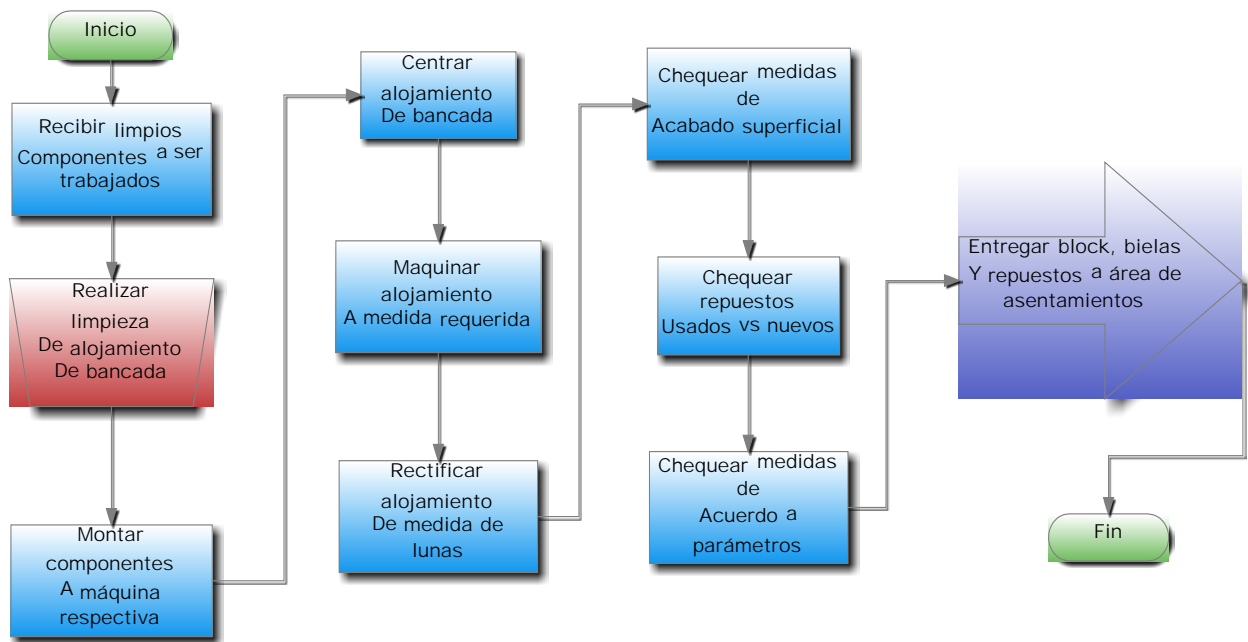 Inicio
Recibir limpios
Componentes a ser
trabajados
Realizar
limpieza
De alojamiento
De bancada
Montar
componentes
A máquina
respectiva
Centrar
alojamiento
De bancada
Maquinar
alojamiento
A medida requerida
Rectificar
alojamiento
De medida de
lunas
Chequear medidas
de
Acabado superficial
Chequear
repuestos
Usados vs nuevos
Chequear medidas
de
Acuerdo a
parámetros
Entregar block, bielas
Y repuestos a área de
asentamientos
Fin